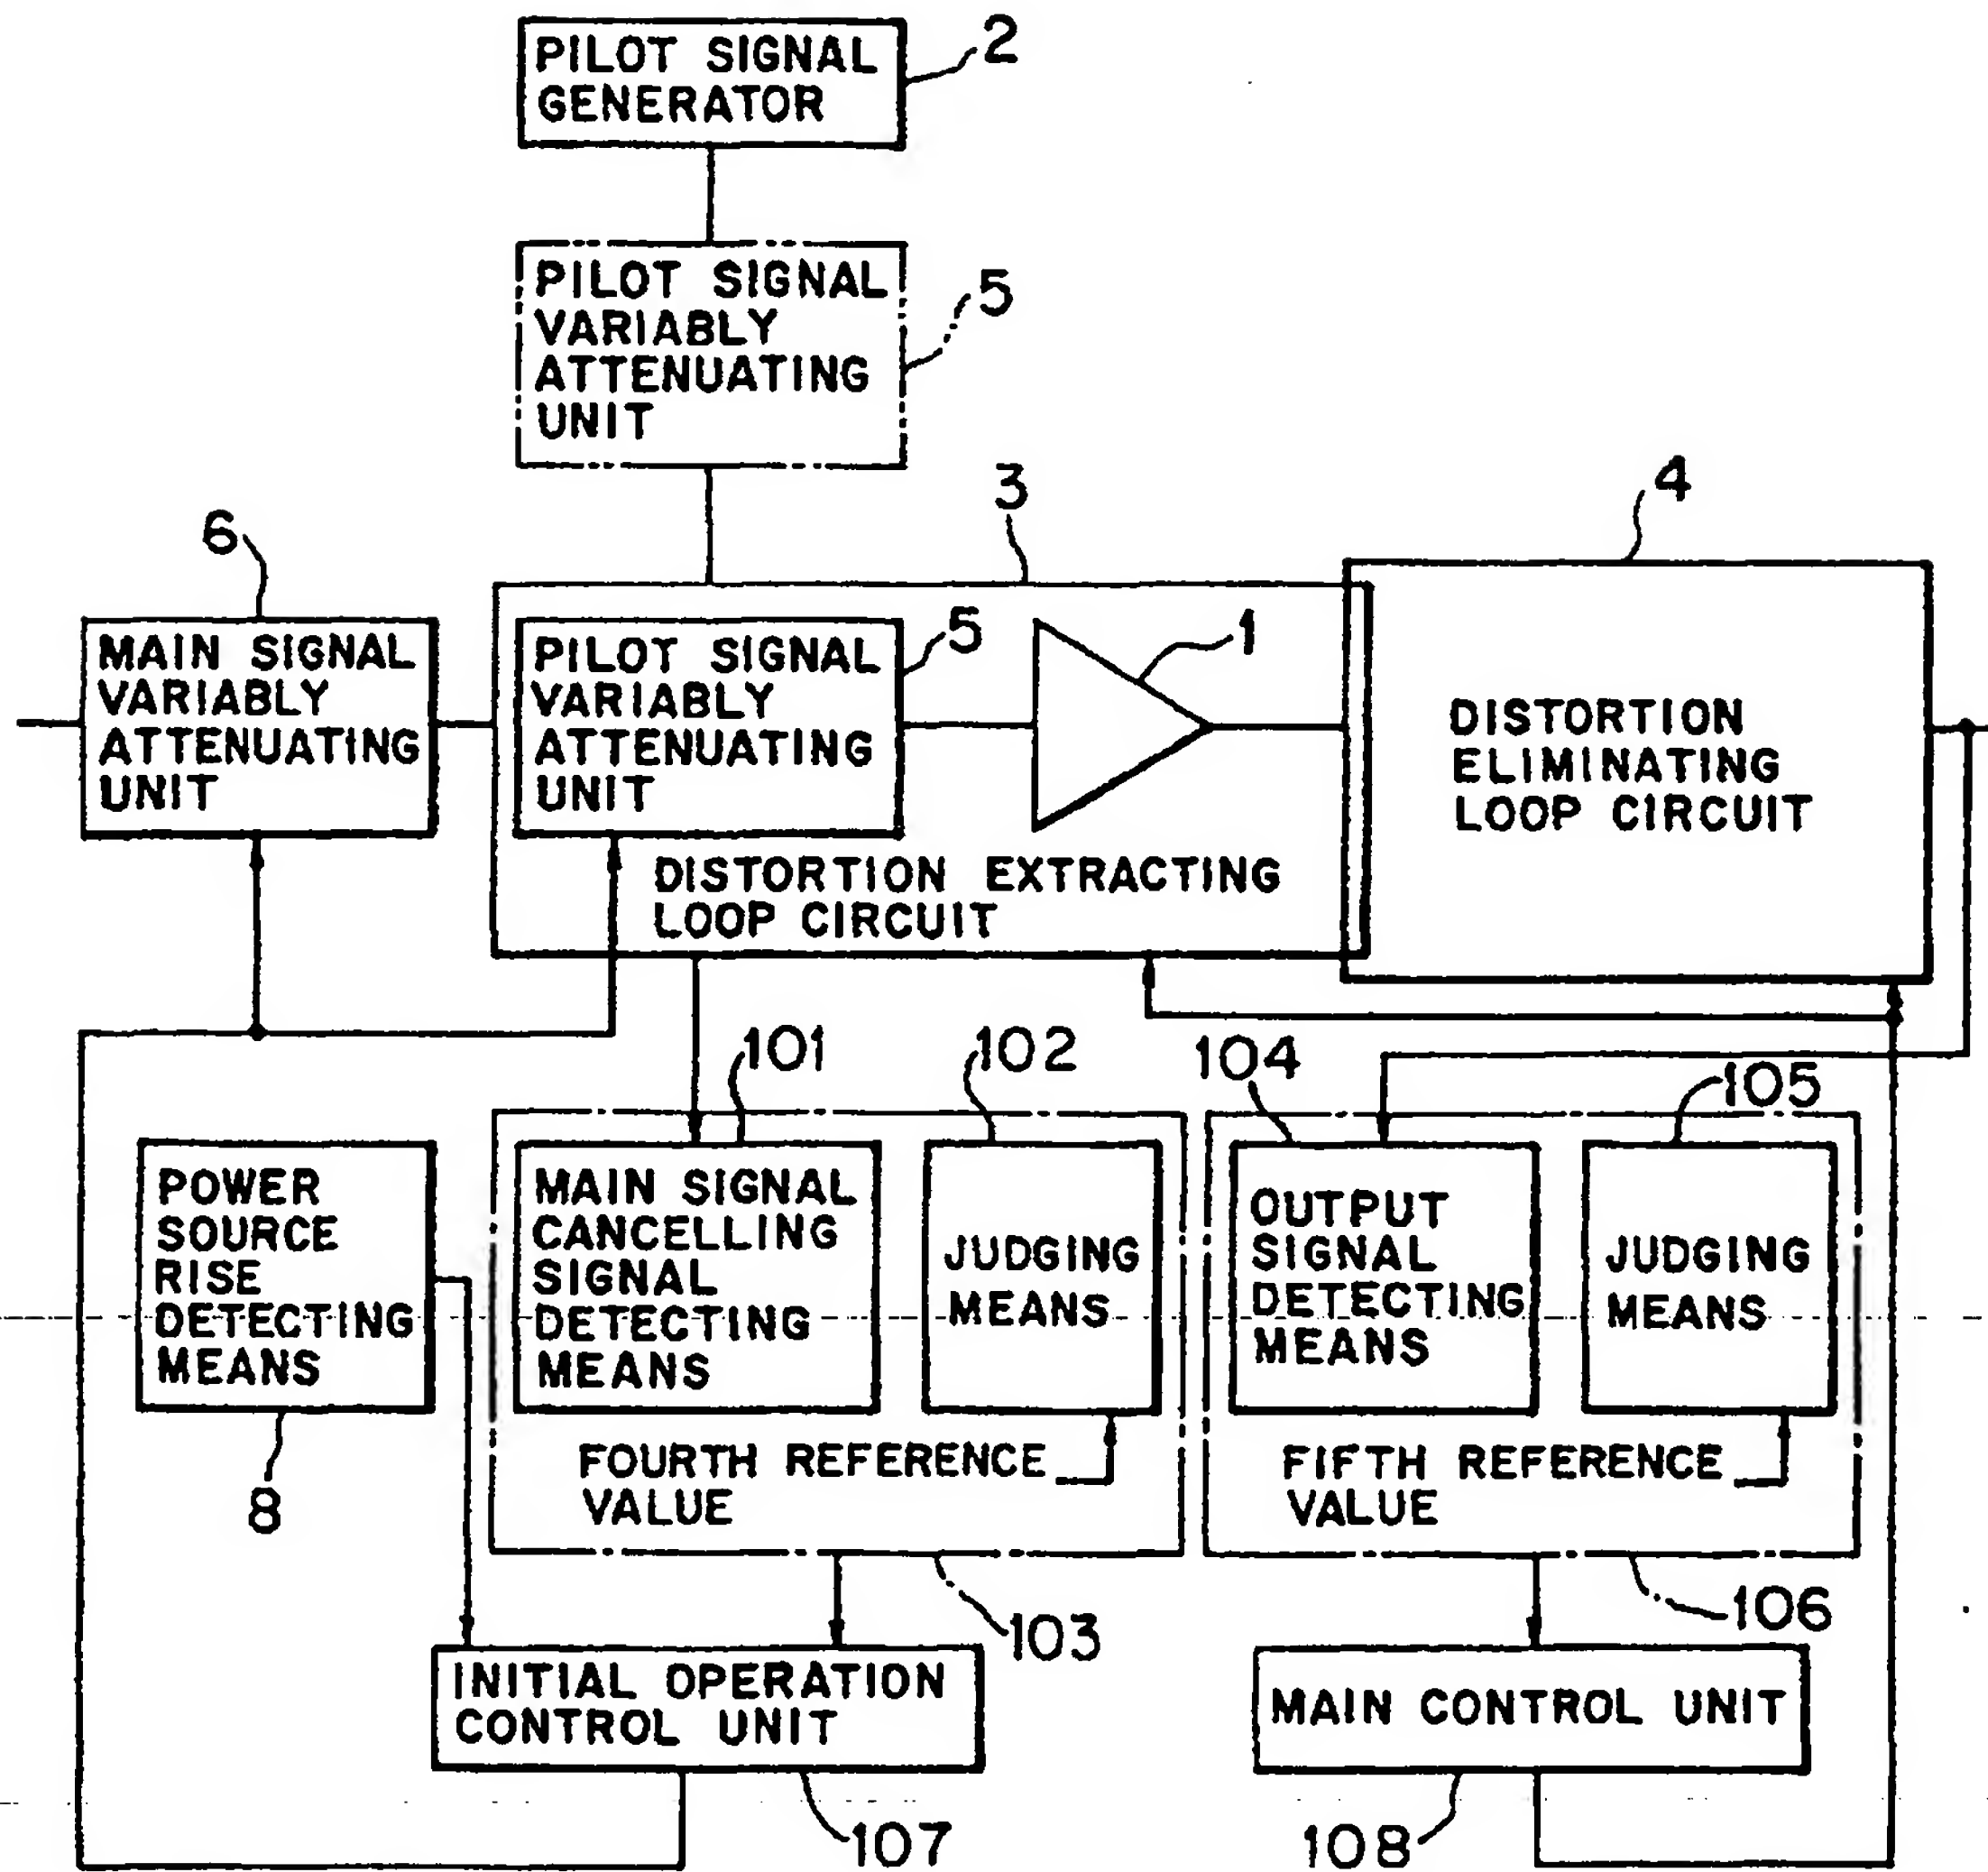 2
PILOT SIGNAL
GENERATOR
5
PILOT SIGNAL
VARIABLY
ATTENUATING
UNIT
3
4
6
MAIN SIGNAL
VARIABLY
ATTENUATING
UNIT
5
PILOT SIGNAL
VARIABLY
ATTENUATING
UNIT
1
DISTORTION EXTRACTING
LOOP CIRCUIT
DISTORTION
ELIMINATING
LOOP CIRCUIT
101
102
104
105
POWER
SOURCE
RISE
DETECTING
MEANS
8
MAIN SIGNAL
CANCELLING
SIGNAL
DETECTING
MEANS
JUDGING
MEANS
FOURTH REFERENCE
VALUE
OUTPUT
SIGNAL
DETECTING
MEANS
JUDGING
MEANS
FIFTH REFERENCE
VALUE
103
106
INITIAL OPERATION
CONTROL UNIT
107
MAIN CONTROL UNIT
108